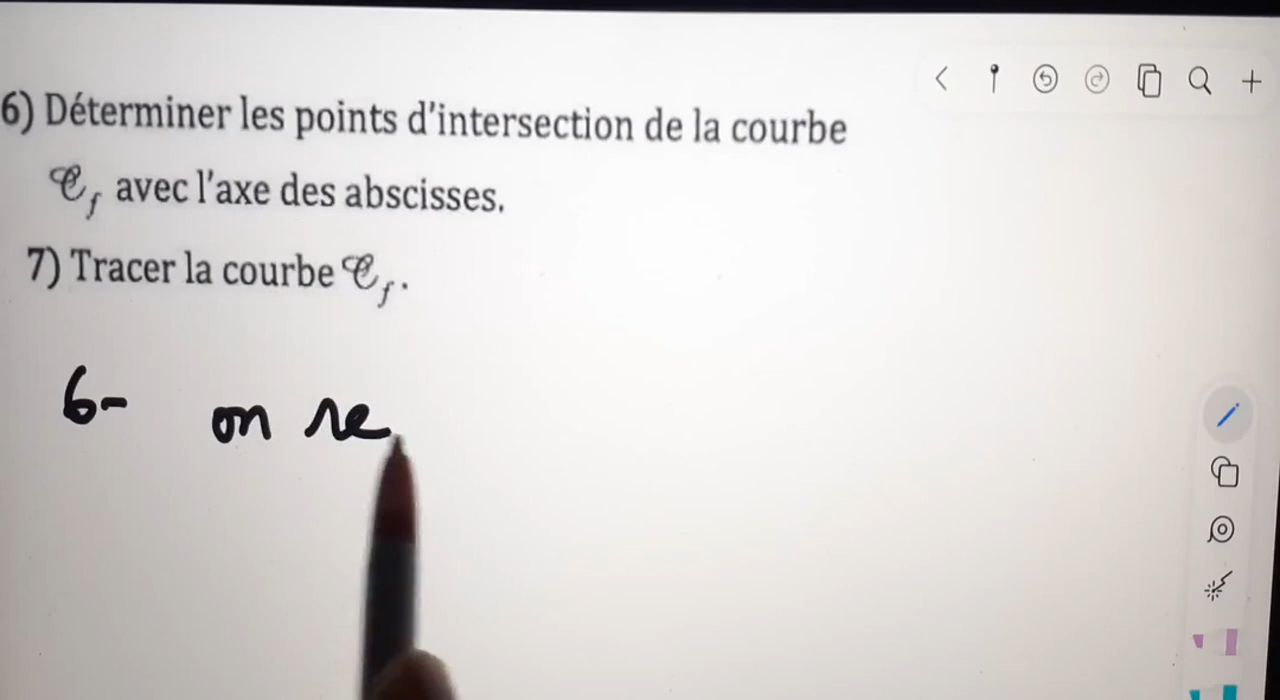 6) Déterminer les points d'intersection de la courbe
𝒞f avec l'axe des abscisses.
7) Tracer la courbe 𝒞f.
6- on re